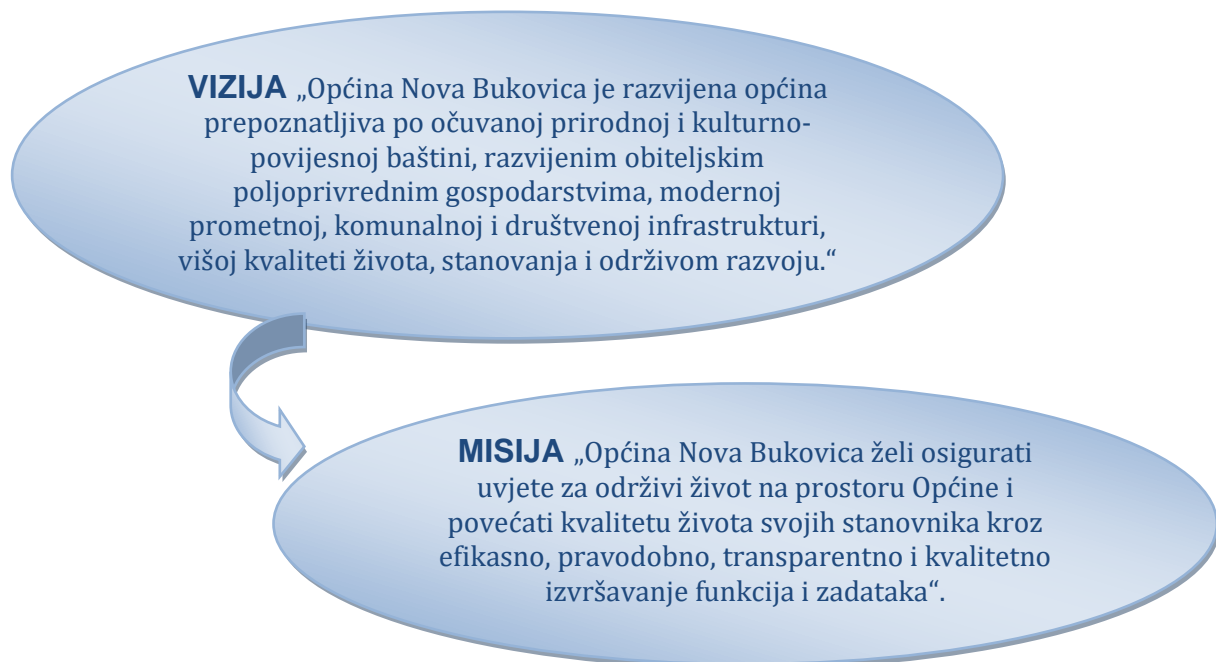 VIZIJA „Općina Nova Bukovica je razvijena općina
prepoznatljiva po očuvanoj prirodnoj i kulturno-
povijesnoj baštini, razvijenim obiteljskim
poljoprivrednim gospodarstvima, modernoj
prometnoj, komunalnoj i društvenoj infrastrukturi,
višoj kvaliteti života, stanovanja i održivom razvoju.“
MISIJA „Općina Nova Bukovica želi osigurati
uvjete za održivi život na prostoru Općine i
povećati kvalitetu života svojih stanovnika kroz
efikasno, pravodobno, transparentno i kvalitetno
izvršavanje funkcija i zadataka“.